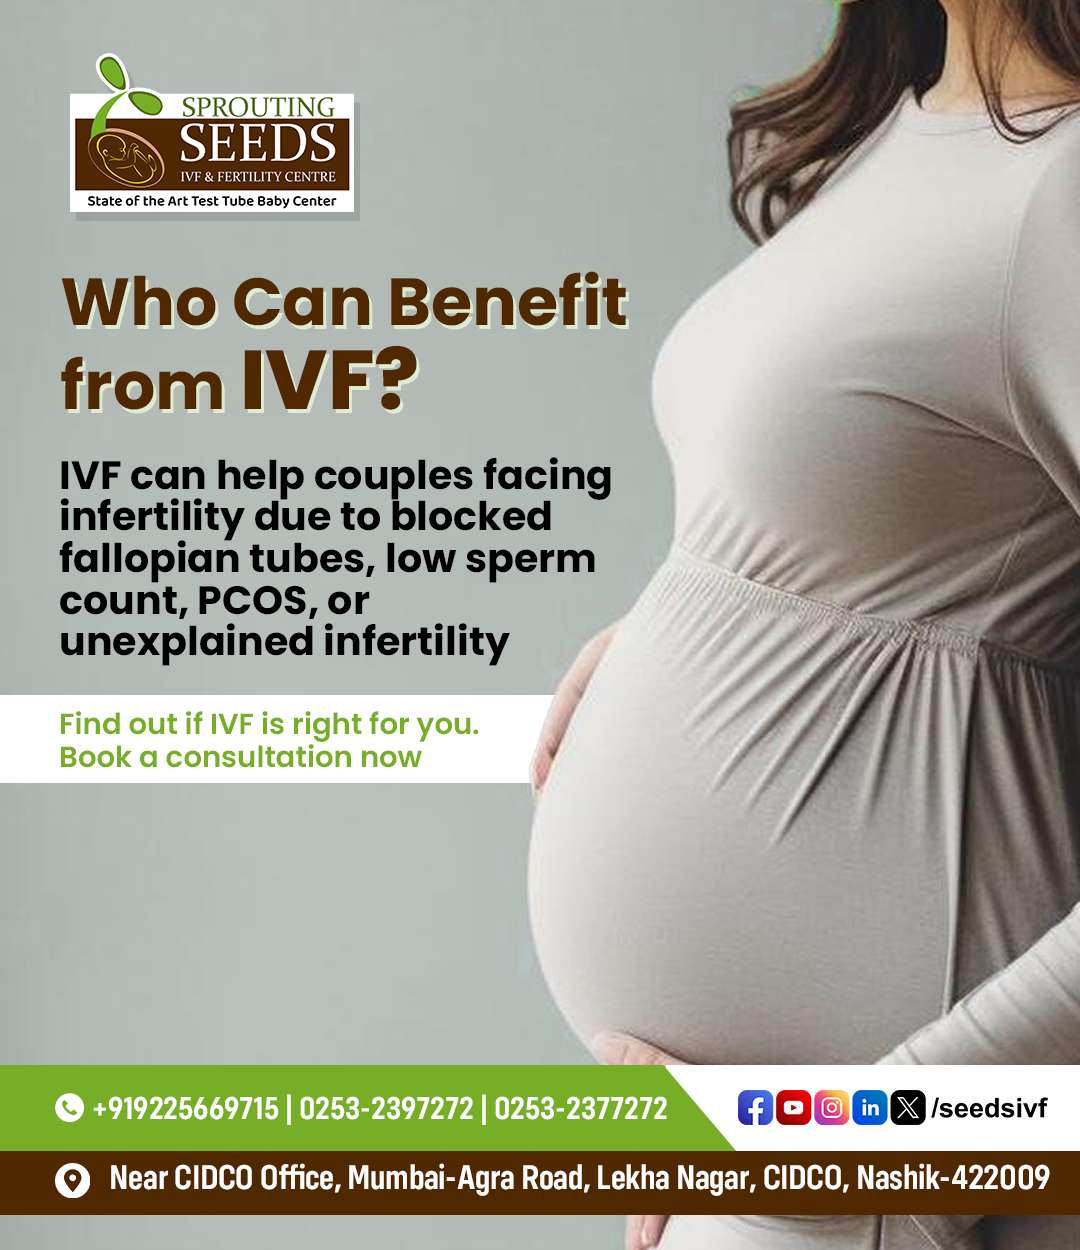 SPROUTING
SEEDS
IVF & FERTILITY CENTRE
State of the Art Test Tube Baby Center
Who Can Benefit
from IVF?
IVF can help couples facing
infertility due to blocked
fallopian tubes, low sperm
count, PCOS, or
unexplained infertility
Find out if IVF is right for you.
Book a consultation now
+919225669715 | 0253-2397272 | 0253-2377272
/seedsivf
Near CIDCO Office, Mumbai-Agra Road, Lekha Nagar, CIDCO, Nashik-422009